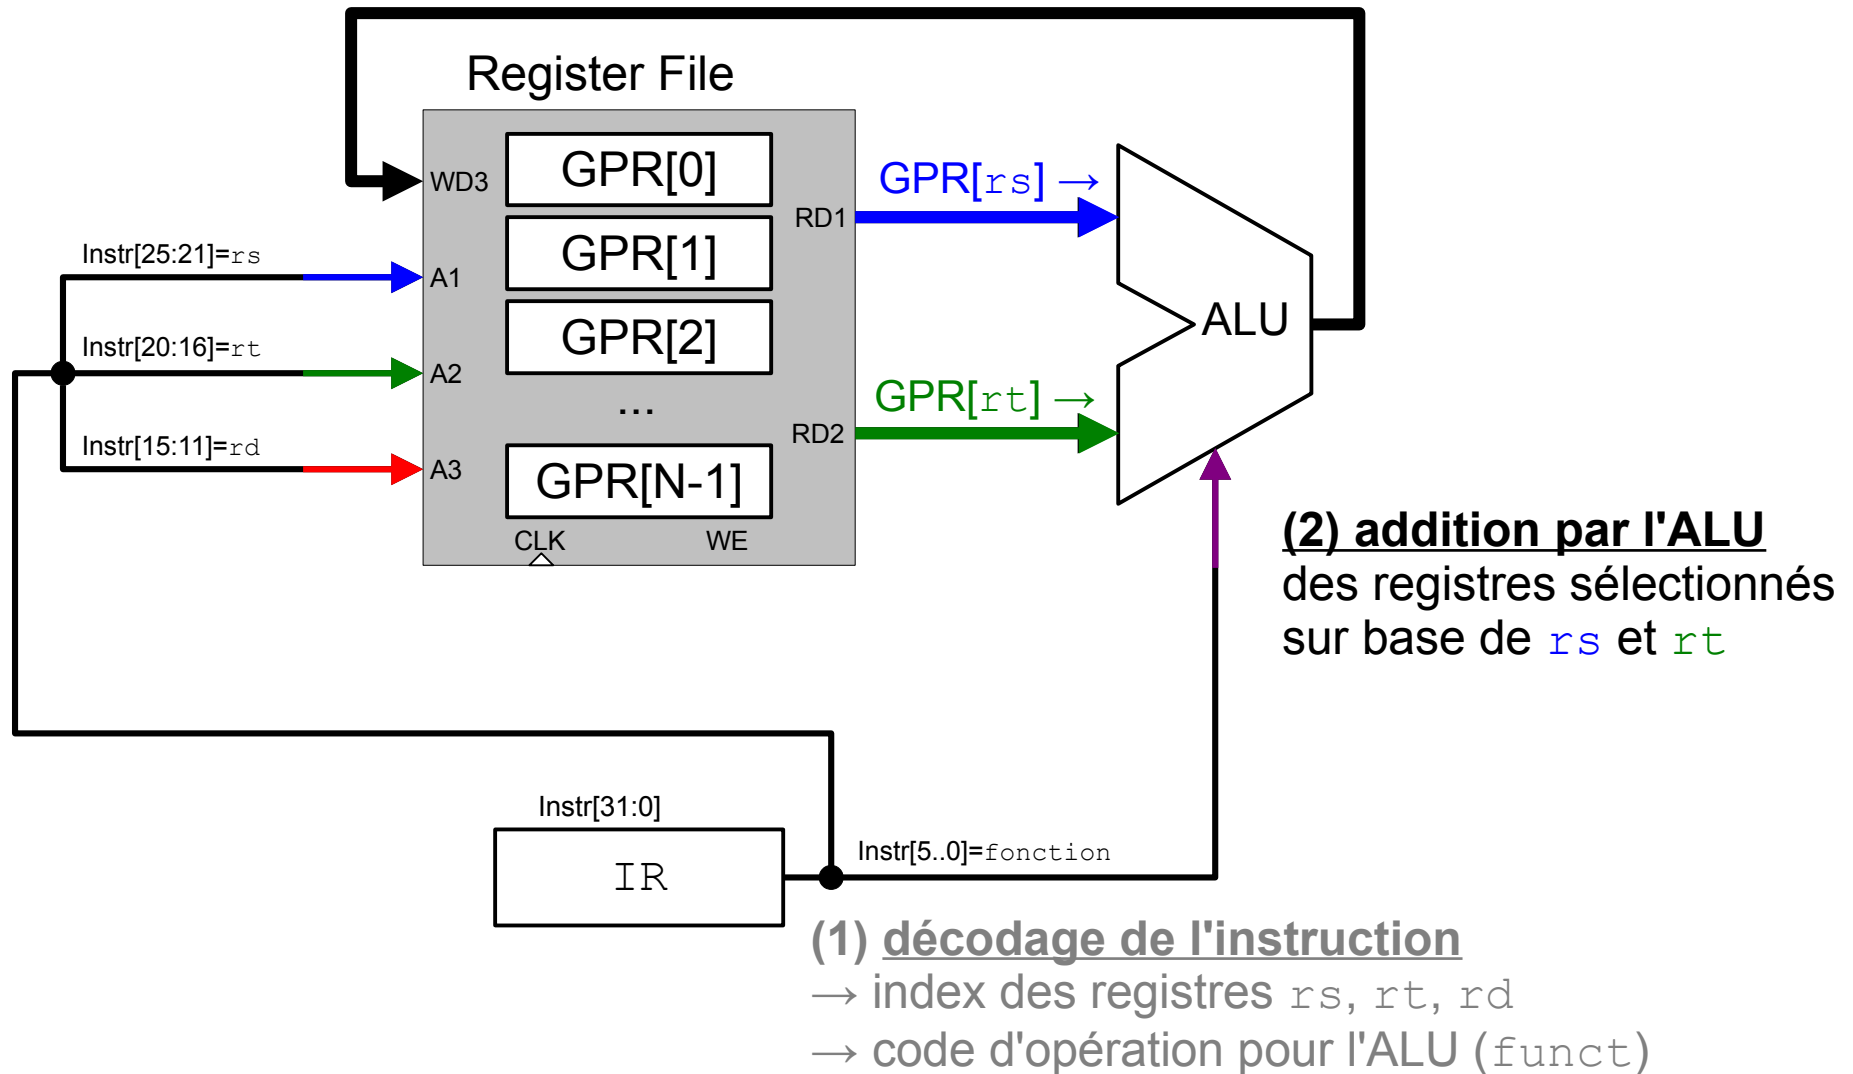 Register File
WD3
GPR[0]
GPR[rs] →
RD1
Instr[25:21]=rs
A1
GPR[1]
GPR[2]
ALU
Instr[20:16]=rt
A2
...
GPR[rt] →
RD2
Instr[15:11]=rd
A3
GPR[N-1]
CLK
WE
(2) addition par l'ALU
des registres sélectionnés
sur base de rs et rt
Instr[31:0]
IR
Instr[5..0]=fonction
(1) décodage de l'instruction
→ index des registres rs, rt, rd
→ code d'opération pour l'ALU (funct)